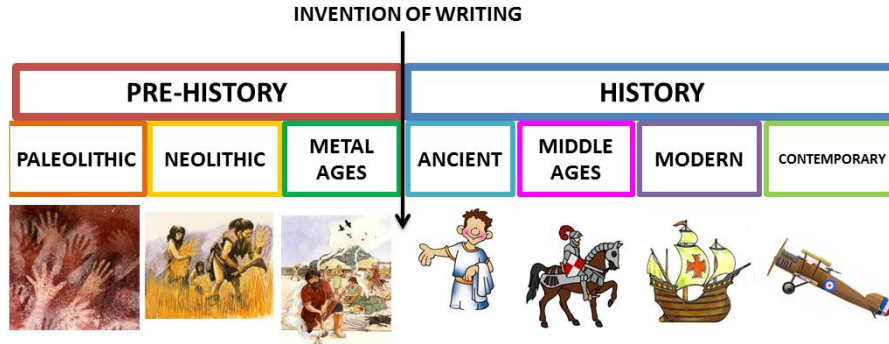 INVENTION OF WRITING
PRE-HISTORY
HISTORY
PALEOLITHIC
NEOLITHIC
METAL
AGES
ANCIENT
MIDDLE
AGES
MODERN
CONTEMPORARY